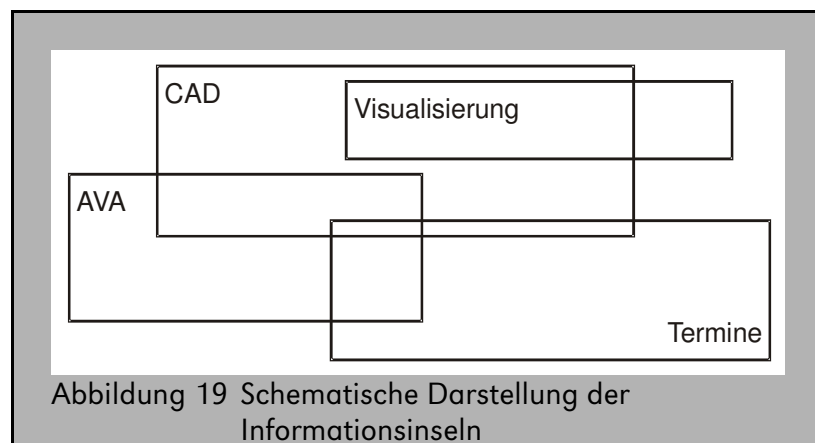 CAD
Visualisierung
AVA
Termine
Abbildung 19 Schematische Darstellung der
Informationsinseln